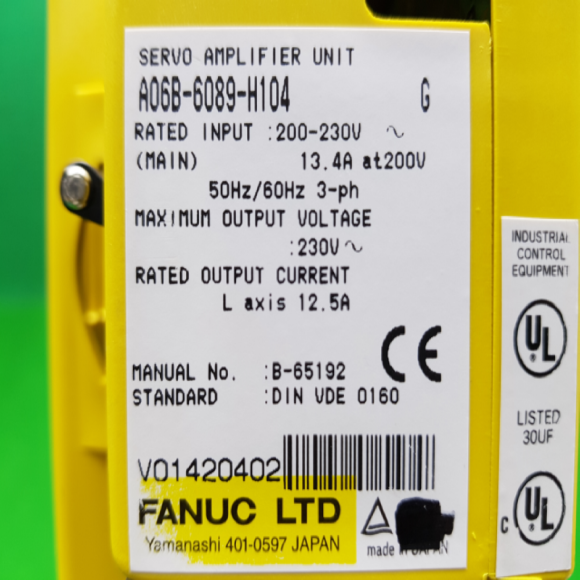 SERVO AMPLIFIER UNIT
A06B-6089-H104 G
RATED INPUT :200-230V ~
(MAIN) 13.4A at200V
50Hz/60Hz 3-ph
MAXIMUM OUTPUT VOLTAGE
:230V~
RATED OUTPUT CURRENT
L axis 12.5A
CE
MANUAL No. :B-65192
STANDARD :DIN VDE 0160
V01420402
FANUC LTD
Yamanashi 401-0597 JAPAN
made in JAPAN
INDUSTRIAL
CONTROL
EQUIPMENT
UL
LISTED
30UF
C UL